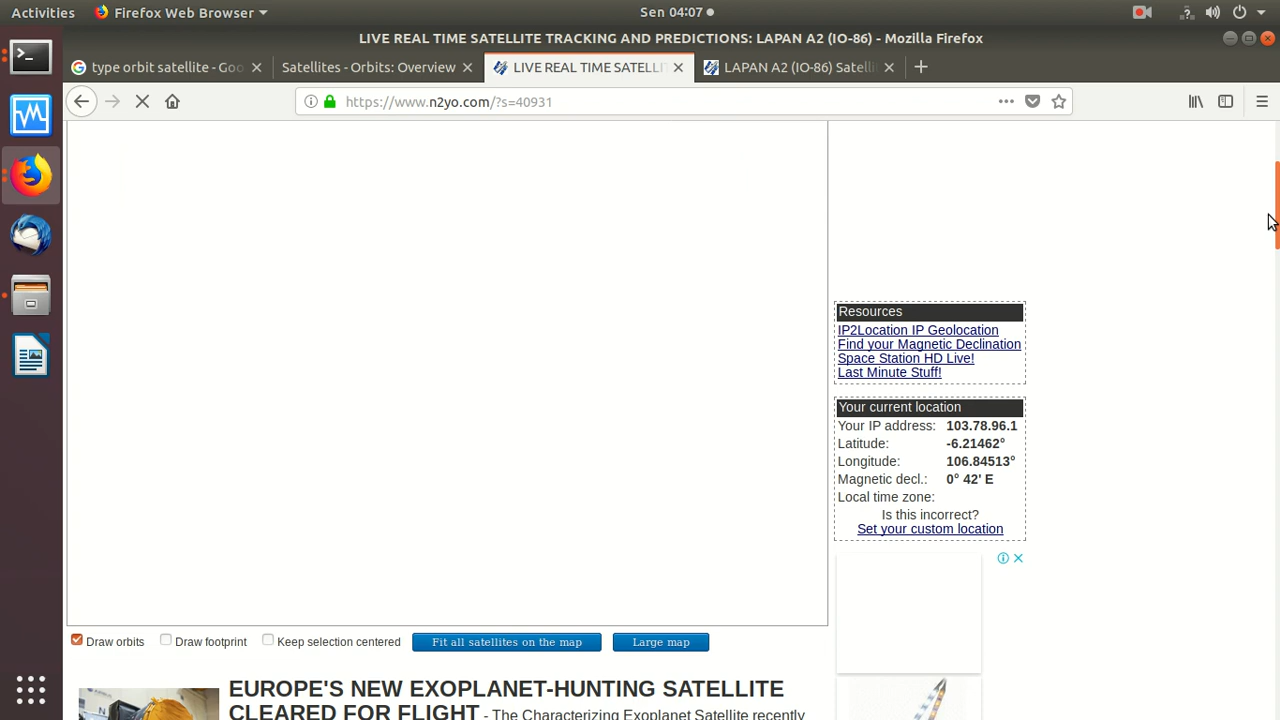 Activities
Firefox Web Browser
Sen 04:07
LIVE REAL TIME SATELLITE TRACKING AND PREDICTIONS: LAPAN A2 (IO-86) - Mozilla Firefox
type orbit satellite - Goo
Satellites - Orbits: Overview
LIVE REAL TIME SATELLIT
LAPAN A2 (IO-86) Satelli
https://www.n2yo.com/?s=40931
Resources
IP2Location IP Geolocation
Find your Magnetic Declination
Space Station HD Live!
Last Minute Stuff!
Your current location
Your IP address: 103.78.96.1
Latitude: -6.21462°
Longitude: 106.84513°
Magnetic decl.: 0° 42' E
Local time zone:
Is this incorrect?
Set your custom location
Draw orbits
Draw footprint
Keep selection centered
Fit all satellites on the map
Large map
EUROPE'S NEW EXOPLANET-HUNTING SATELLITE
CLEARED FOR FLIGHT - The Characterizing Exoplanet Satellite recently